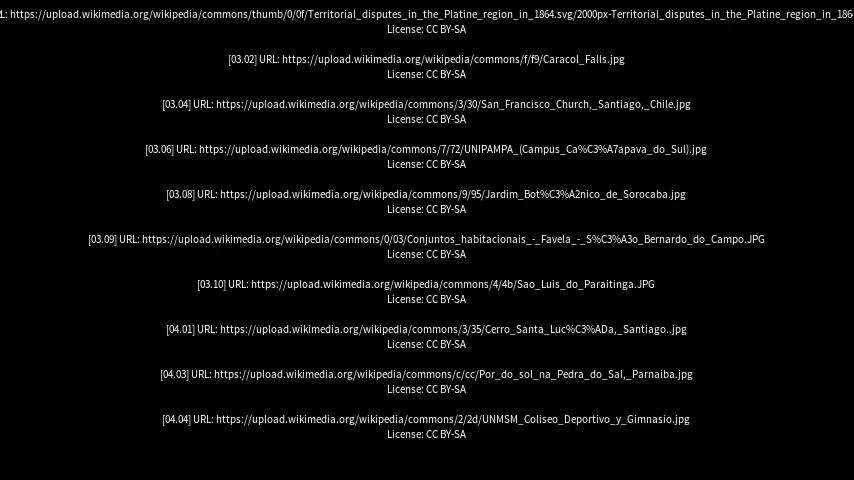 : https://upload.wikimedia.org/wikipedia/commons/thumb/0/0f/Territorial_disputes_in_the_Platine_region_in_1864.svg/2000px-Territorial_disputes_in_the_Platine_region_in_186
License: CC BY-SA
[03.02] URL: https://upload.wikimedia.org/wikipedia/commons/f/f9/Caracol_Falls.jpg
License: CC BY-SA
[03.04] URL: https://upload.wikimedia.org/wikipedia/commons/3/30/San_Francisco_Church,_Santiago,_Chile.jpg
License: CC BY-SA
[03.06] URL: https://upload.wikimedia.org/wikipedia/commons/7/72/UNIPAMPA_(Campus_Ca%C3%A7apava_do_Sul).jpg
License: CC BY-SA
[03.08] URL: https://upload.wikimedia.org/wikipedia/commons/9/95/Jardim_Bot%C3%A2nico_de_Sorocaba.jpg
License: CC BY-SA
[03.09] URL: https://upload.wikimedia.org/wikipedia/commons/0/03/Conjuntos_habitacionais_-_Favela_-_S%C3%A3o_Bernardo_do_Campo.JPG
License: CC BY-SA
[03.10] URL: https://upload.wikimedia.org/wikipedia/commons/4/4b/Sao_Luis_do_Paraitinga.JPG
License: CC BY-SA
[04.01] URL: https://upload.wikimedia.org/wikipedia/commons/3/35/Cerro_Santa_Luc%C3%ADa,_Santiago..jpg
License: CC BY-SA
[04.03] URL: https://upload.wikimedia.org/wikipedia/commons/c/cc/Por_do_sol_na_Pedra_do_Sal,_Parnaiba.jpg
License: CC BY-SA
[04.04] URL: https://upload.wikimedia.org/wikipedia/commons/2/2d/UNMSM_Coliseo_Deportivo_y_Gimnasio.jpg
License: CC BY-SA